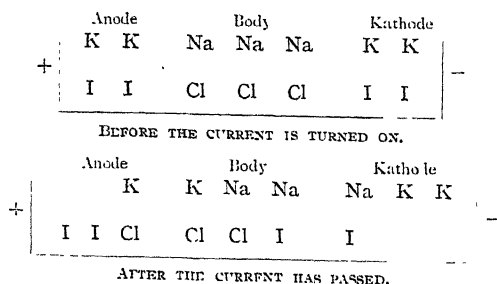 Anode Body Kathode
K K Na Na Na K K
+ −
I I Cl Cl Cl I I
BEFORE THE CURRENT IS TURNED ON.
Anode Body Kathole
K K Na Na Na K K
+ −
I I Cl Cl Cl I I
AFTER THE CURRENT HAS PASSED.